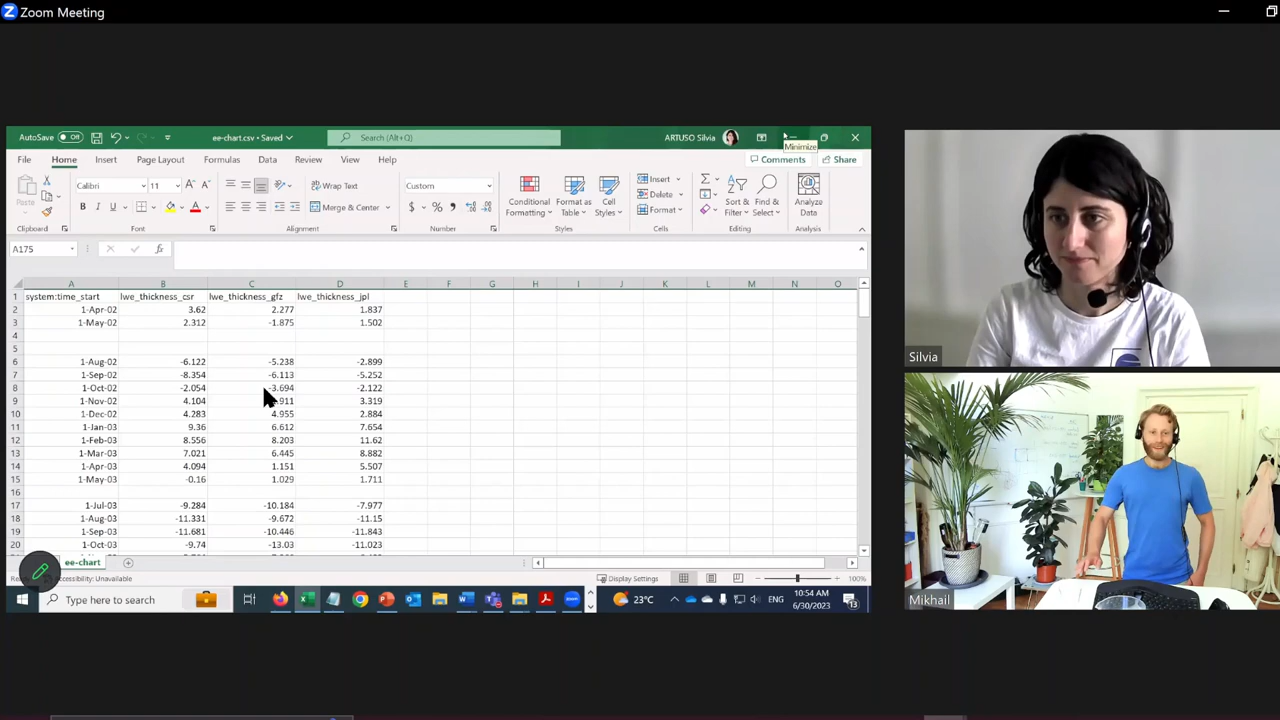 Zoom Meeting
AutoSave Off ee-chart.csv • Saved Search (Alt+Q) ARTUSO Silvia
Minimize
File Home Insert Page Layout Formulas Data Review View Help Comments Share
Paste Calibri 11 Wrap Text Custom Conditional Formatting Format as Table Cell Styles Insert Sort & Filter Find & Select Analyze Data
B I U Merge & Center $ % Delete
Format
Clipboard Font Alignment Number Styles Cells Editing Analysis
A175 fx
A B C D E F G H I J K L M N O
1 system:time_start lwe_thickness_csr lwe_thickness_gfz lwe_thickness_jpl
2 1-Apr-02 3.62 2.277 1.837
3 1-May-02 2.312 -1.875 1.502
4
5
6 1-Aug-02 -6.122 -5.238 -2.899
7 1-Sep-02 -8.354 -6.113 -5.252
8 1-Oct-02 -2.054 -3.694 -2.122
9 1-Nov-02 4.104 911 3.319
10 1-Dec-02 4.283 4.955 2.884
11 1-Jan-03 9.36 6.612 7.654
12 1-Feb-03 8.556 8.203 11.62
13 1-Mar-03 7.021 6.445 8.882
14 1-Apr-03 4.094 1.151 5.507
15 1-May-03 -0.16 1.029 1.711
16
17 1-Jul-03 -9.284 -10.184 -7.977
18 1-Aug-03 -11.331 -9.672 -11.15
19 1-Sep-03 -11.681 -10.446 -11.843
20 1-Oct-03 -9.74 -13.03 -11.023
ee-chart
Accessibility: Unavailable Display Settings 100%
Type here to search 23°C ENG 10:54 AM
6/30/2023 13
Silvia
Mikhail